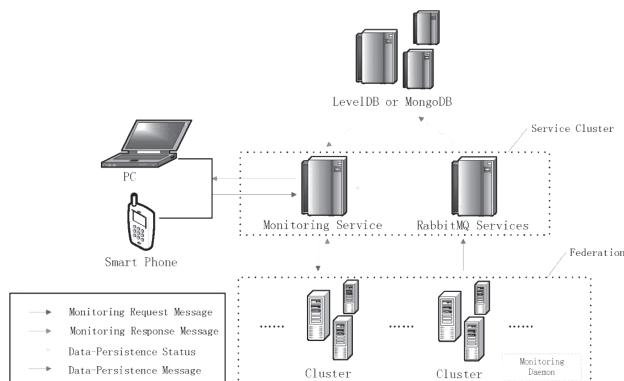 LevelDB or MongoDB
Service Cluster
PC
Monitoring Service
RabbitMQ Services
Smart Phone
Federation
Monitoring Request Message
Monitoring Response Message
Data-Persistence Status
Data-Persistence Message
......
......
......
Cluster
Cluster
Monitoring
Daemon